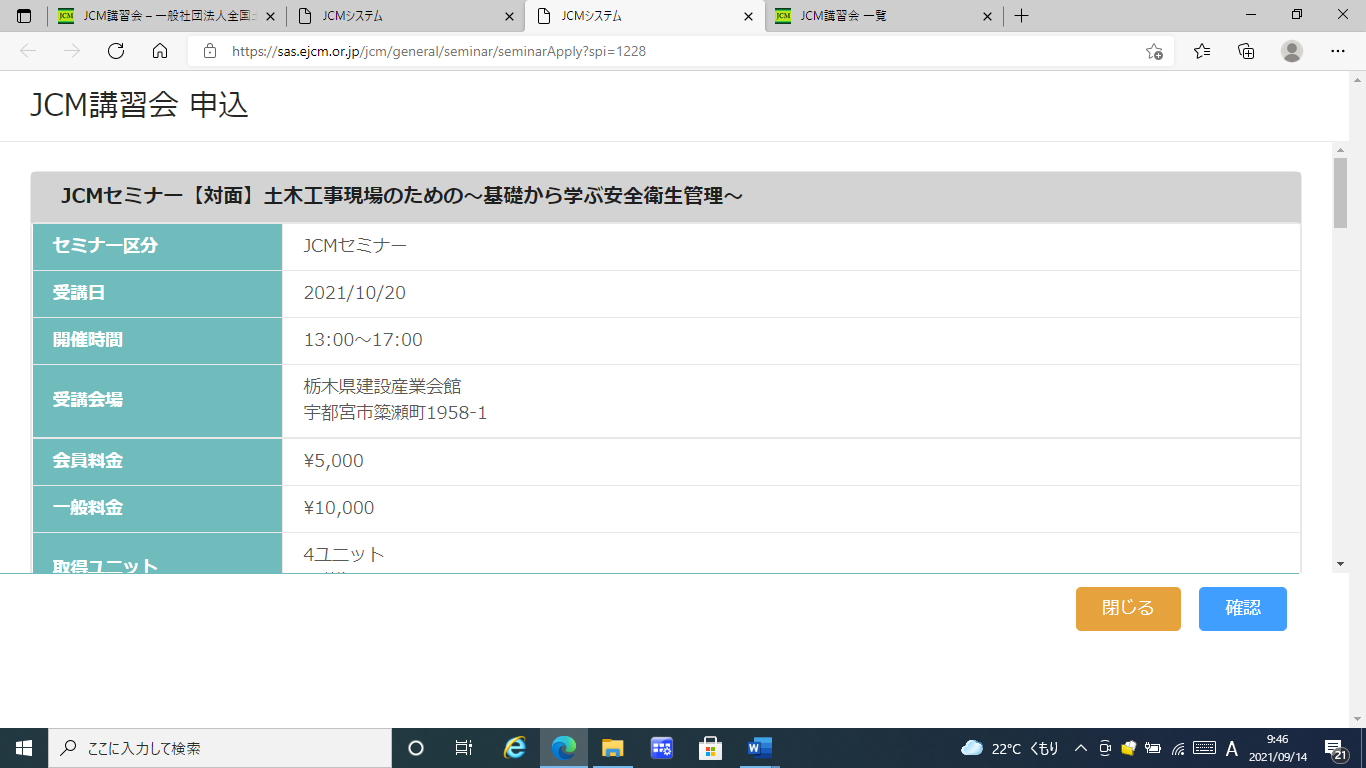 JCM講習会 – 一般社団法人全国
JCMシステム
JCMシステム
JCM講習会 一覧
https://sas.ejcm.or.jp/jcm/general/seminar/seminarApply?spi=1228
JCM講習会 申込
JCMセミナー【対面】土木工事現場のための～基礎から学ぶ安全衛生管理～
セミナー区分 JCMセミナー
受講日 2021/10/20
開催時間 13:00～17:00
受講会場 栃木県建設産業会館
宇都宮市簗瀬町1958-1
会員料金 ¥5,000
一般料金 ¥10,000
取得ユニット 4ユニット
閉じる 確認
ここに入力して検索
22°C くもり
A
9:46
2021/09/14
21